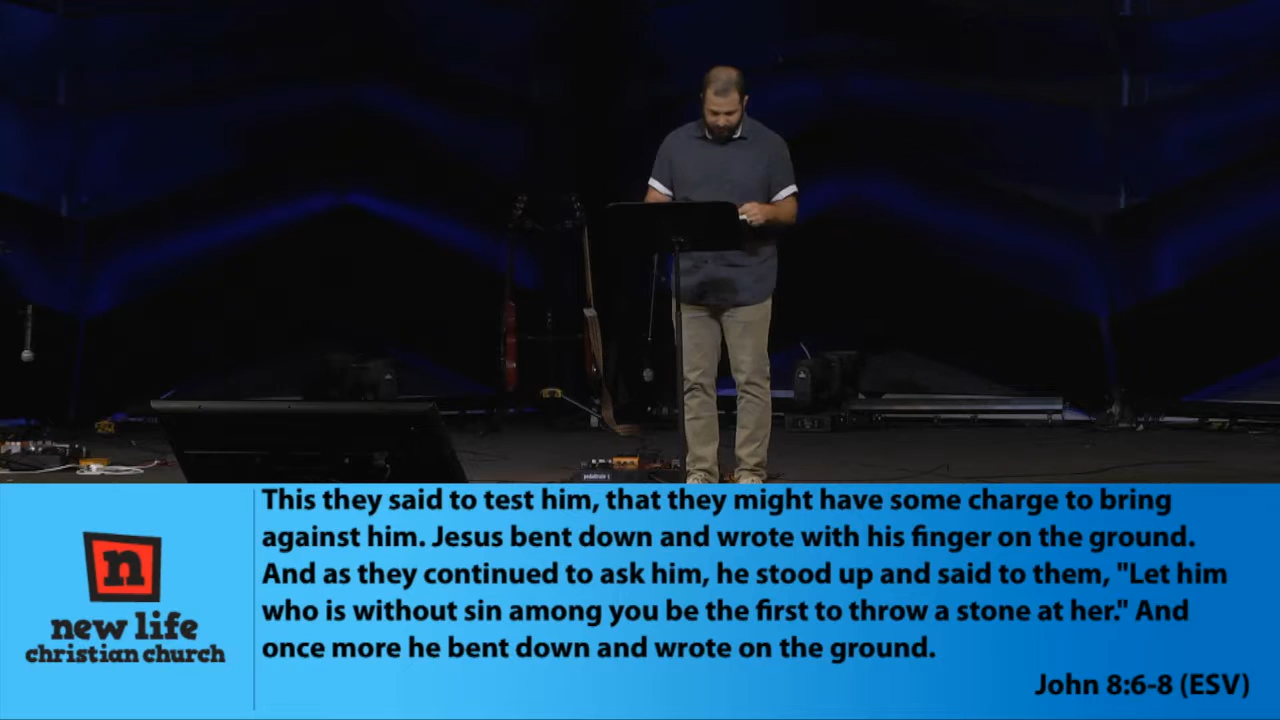 This they said to test him, that they might have some charge to bring
against him. Jesus bent down and wrote with his finger on the ground.
And as they continued to ask him, he stood up and said to them, "Let him
who is without sin among you be the first to throw a stone at her." And
once more he bent down and wrote on the ground.
John 8:6-8 (ESV)
n
new life
christian church